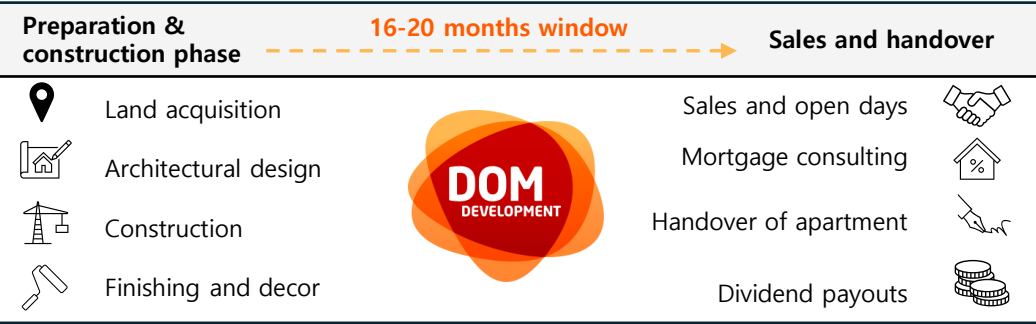 Preparation &
construction phase
16-20 months window
Sales and handover
Land acquisition
Architectural design
Construction
Finishing and decor
DOM
DEVELOPMENT
Sales and open days
Mortgage consulting
%
Handover of apartment
Dividend payouts